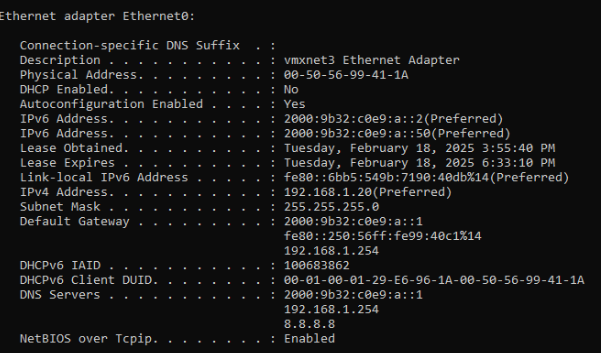 Ethernet adapter Ethernet0:
Connection-specific DNS Suffix . :
Description . . . . . . . . . . . : vmxnet3 Ethernet Adapter
Physical Address. . . . . . . . . : 00-50-56-99-41-1A
DHCP Enabled. . . . . . . . . . . : No
Autoconfiguration Enabled . . . . : Yes
IPv6 Address. . . . . . . . . . . : 2000:9b32:c0e9:a::2(Preferred)
IPv6 Address. . . . . . . . . . . : 2000:9b32:c0e9:a::50(Preferred)
Lease Obtained. . . . . . . . . . : Tuesday, February 18, 2025 3:55:40 PM
Lease Expires . . . . . . . . . . : Tuesday, February 18, 2025 6:33:10 PM
Link-local IPv6 Address . . . . . : fe80::6bb5:549b:7190:40db%14(Preferred)
IPv4 Address. . . . . . . . . . . : 192.168.1.20(Preferred)
Subnet Mask . . . . . . . . . . . : 255.255.255.0
Default Gateway . . . . . . . . . : 2000:9b32:c0e9:a::1
fe80::250:56ff:fe99:40c1%14
192.168.1.254
DHCPv6 IAID . . . . . . . . . . . : 100683862
DHCPv6 Client DUID. . . . . . . . : 00-01-00-01-29-E6-96-1A-00-50-56-99-41-1A
DNS Servers . . . . . . . . . . . : 2000:9b32:c0e9:a::1
192.168.1.254
8.8.8.8
NetBIOS over Tcpip. . . . . . . . : Enabled